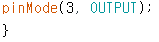 pinMode(3, OUTPUT);
}